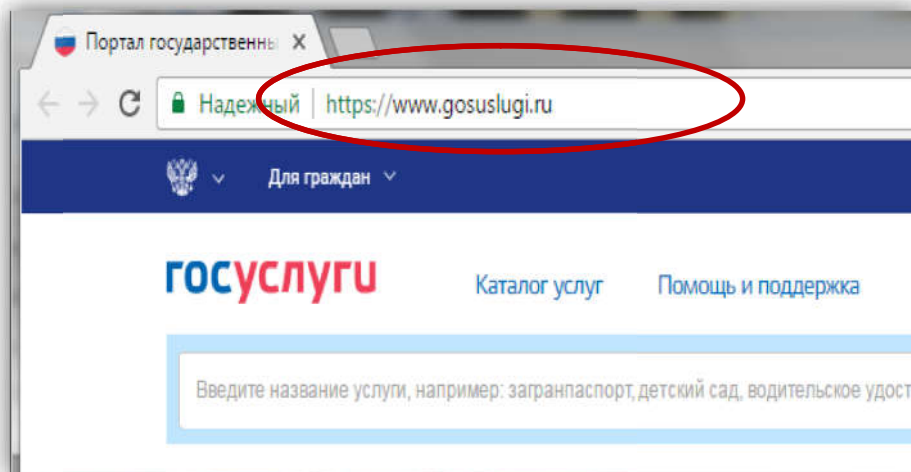 Портал государственны
Надежный https://www.gosuslugi.ru
Для граждан
госуслуги Каталог услуг Помощь и поддержка
Введите название услуги, например: загранпаспорт, детский сад, водительское удост